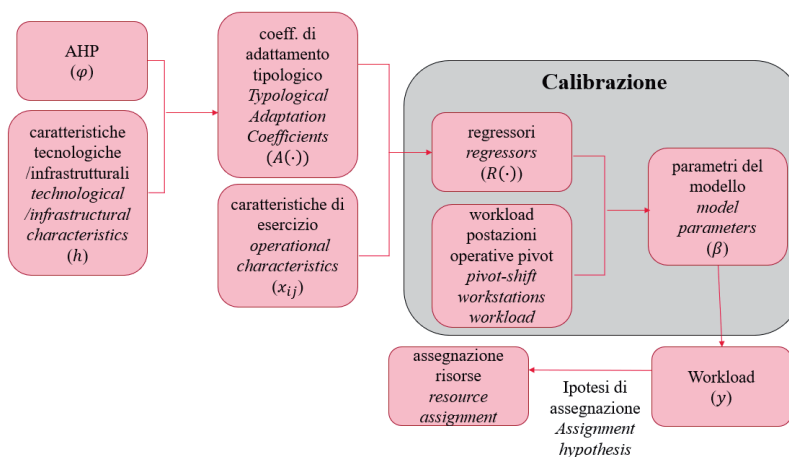 AHP
(φ)
caratteristiche
tecnologiche
/infrastrutturali
technological
/infrastructural
characteristics
(h)
coeff. di
adattamento
tipologico
Typological
Adaptation
Coefficients
(A(·))
caratteristiche di
esercizio
operational
characteristics
(x_ij)
Calibrazione
regressori
regressors
(R(·))
workload
postazioni
operative pivot
pivot-shift
workstations
workload
parametri del
modello
model
parameters
(β)
Workload
(y)
Ipotesi di
assegnazione
Assignment
hypothesis
assegnazione
risorse
resource
assignment